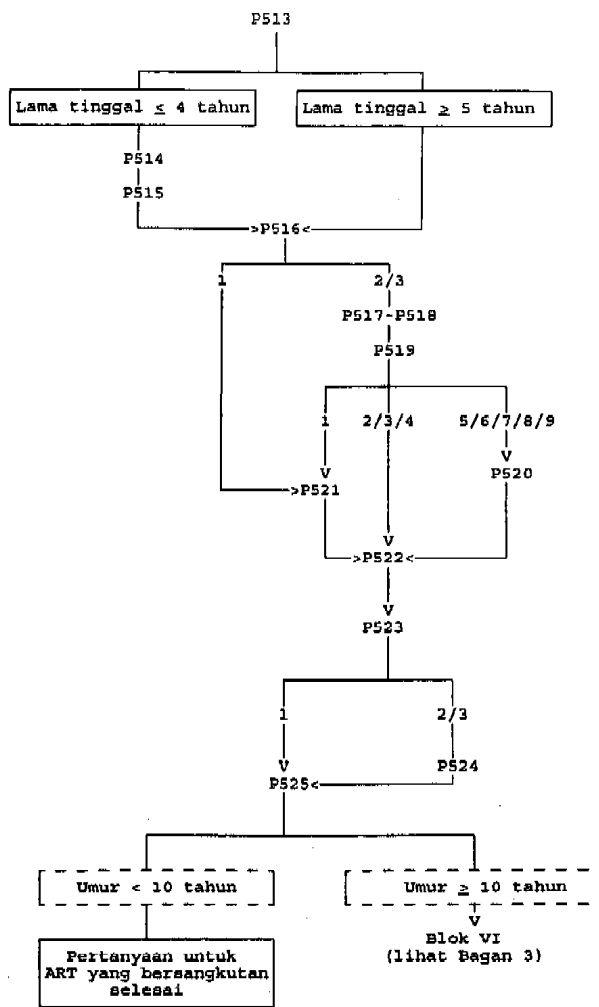 P513
Lama tinggal ≤ 4 tahun
Lama tinggal ≥ 5 tahun
P514
P515
>P516<
1
2/3
P517-P518
P519
1
2/3/4
5/6/7/8/9
V
V
P520
>P521
V
>P522<
V
P523
1
2/3
V
P524
P525<
Umur < 10 tahun
Umur ≥ 10 tahun
V
Pertanyaan untuk
ART yang bersangkutan
selesai
Blok VI
(lihat Bagan 3)